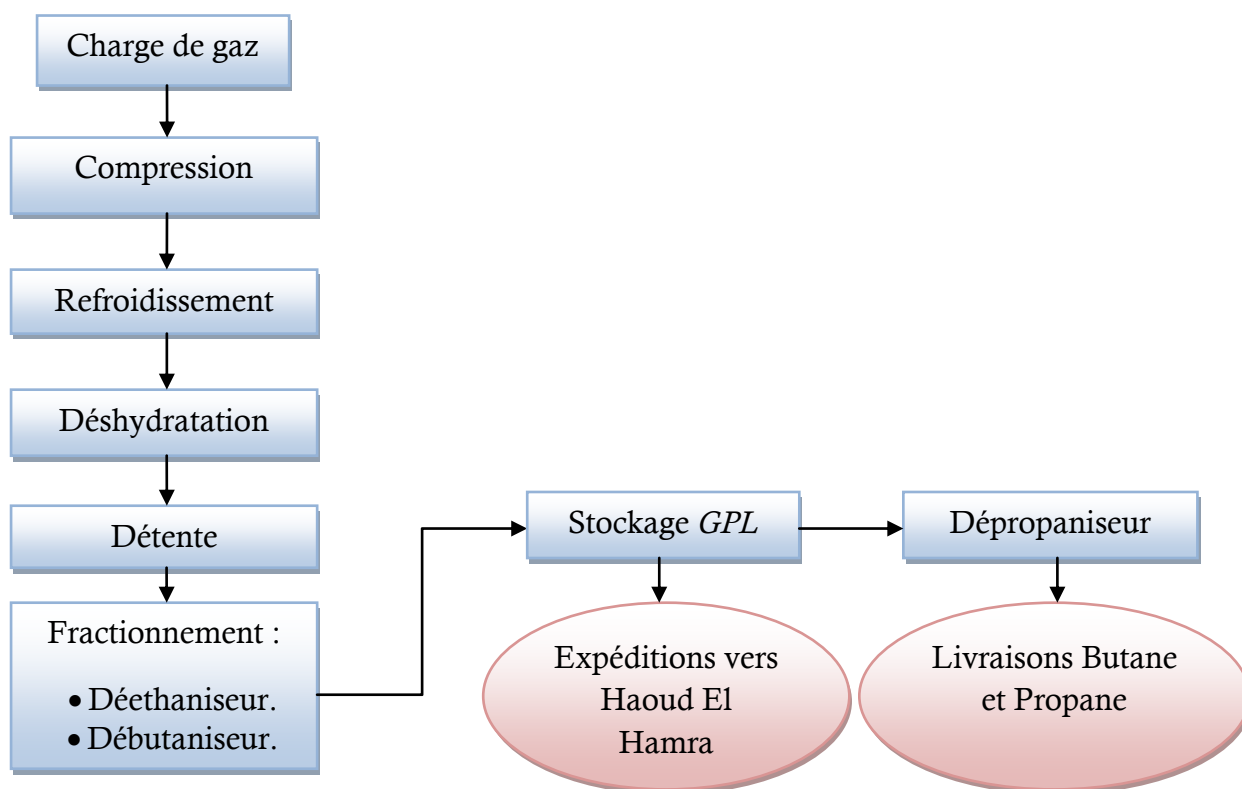 Charge de gaz
Compression
Refroidissement
Déshydratation
Détente
Fractionnement :
• Déethaniseur.
• Débutaniseur.
Stockage GPL
Dépropaniseur
Expéditions vers
Haoud El
Hamra
Livraisons Butane
et Propane